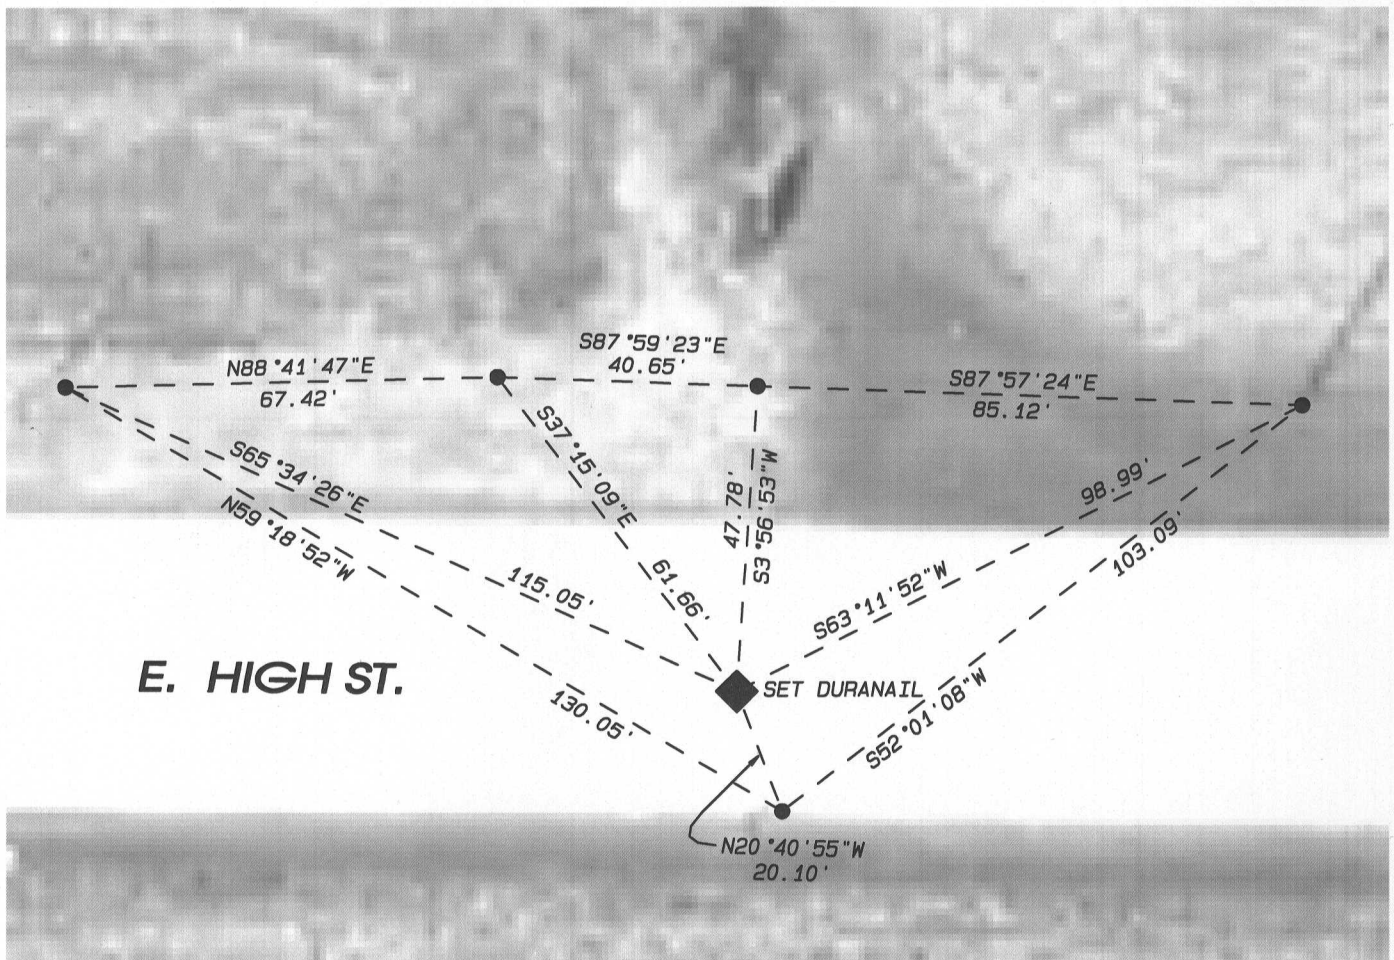 N88°41'47"E
67.42'
S87°59'23"E
40.65'
S87°57'24"E
85.12'
S65°34'26"E
115.05'
N59°18'52"W
130.05'
S37°15'09"E
61.66'
47.78'
S3°56'53"W
98.99'
S63°11'52"W
103.09'
S52°01'08"W
E. HIGH ST.
SET DURANAIL
N20°40'55"W
20.10'